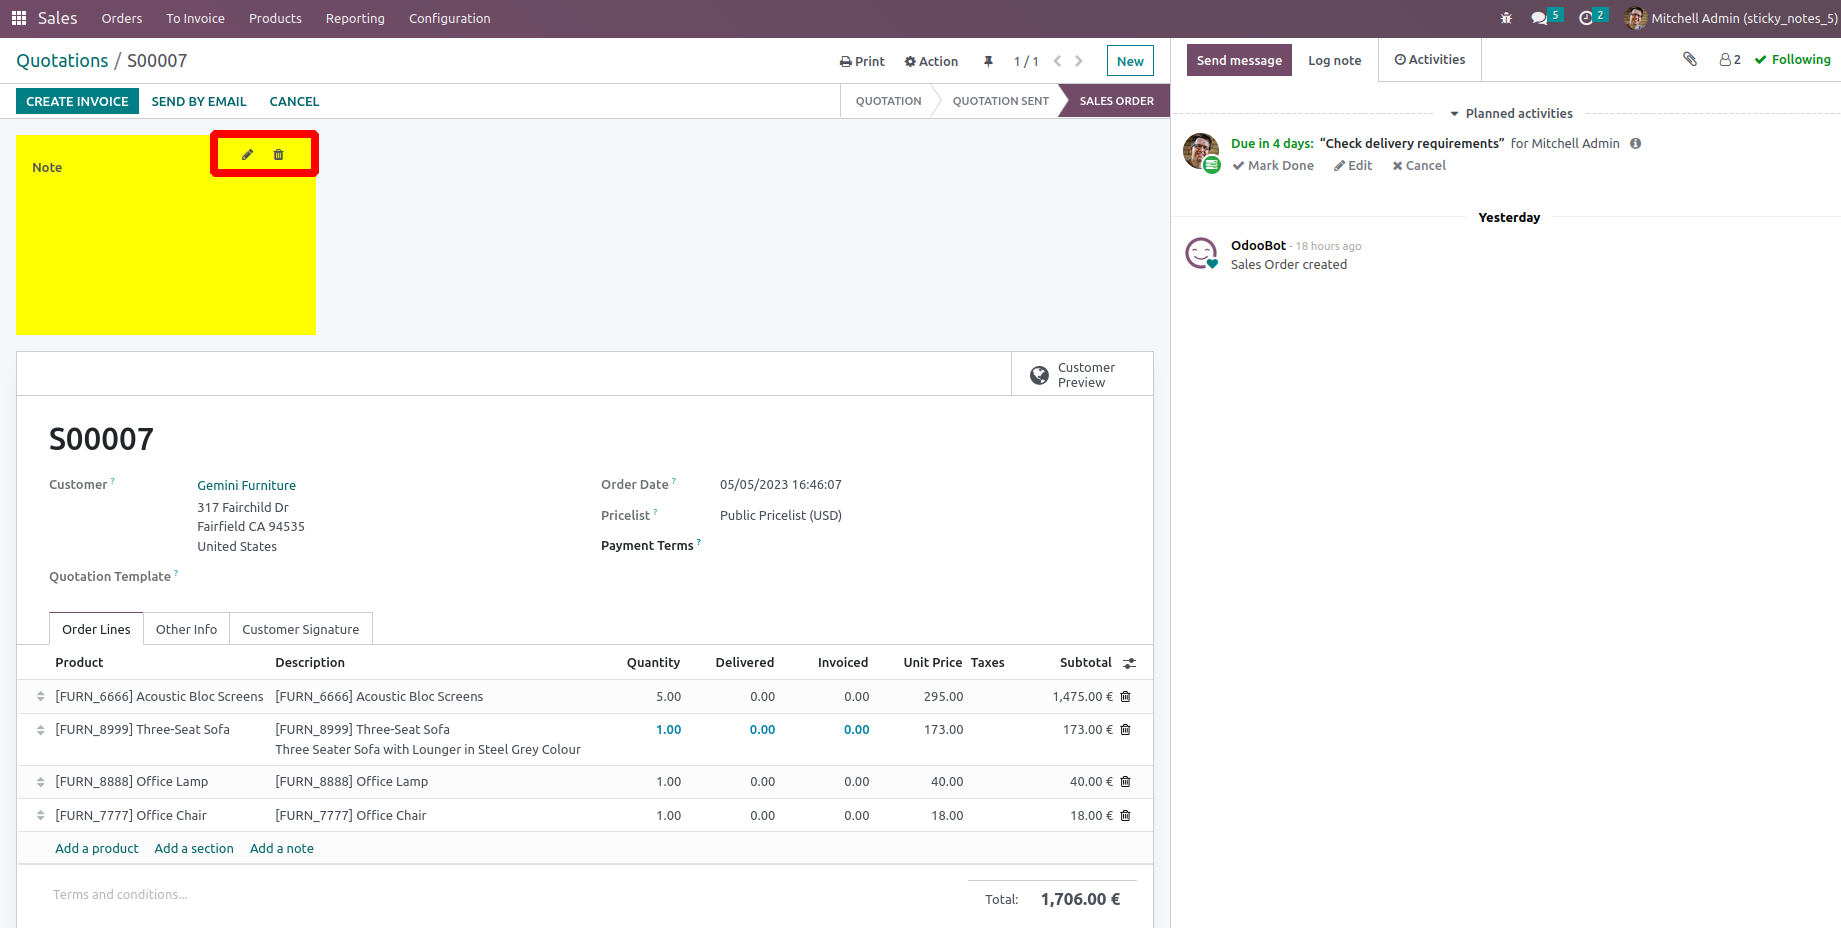 Sales Orders To Invoice Products Reporting Configuration 5 2 Mitchell Admin (sticky_notes_5)
Quotations / S00007 Print Action 1 / 1 New
CREATE INVOICE SEND BY EMAIL CANCEL QUOTATION QUOTATION SENT SALES ORDER
Note
Customer
Preview
S00007
Customer ? Gemini Furniture
317 Fairchild Dr
Fairfield CA 94535
United States
Order Date ? 05/05/2023 16:46:07
Pricelist ? Public Pricelist (USD)
Payment Terms ?
Quotation Template ?
Order Lines Other Info Customer Signature
Product Description Quantity Delivered Invoiced Unit Price Taxes Subtotal
[FURN_6666] Acoustic Bloc Screens [FURN_6666] Acoustic Bloc Screens 5.00 0.00 0.00 295.00 1,475.00 €
[FURN_8999] Three-Seat Sofa [FURN_8999] Three-Seat Sofa 1.00 0.00 0.00 173.00 173.00 €
Three Seater Sofa with Lounger in Steel Grey Colour
[FURN_8888] Office Lamp [FURN_8888] Office Lamp 1.00 0.00 0.00 40.00 40.00 €
[FURN_7777] Office Chair [FURN_7777] Office Chair 1.00 0.00 0.00 18.00 18.00 €
Add a product Add a section Add a note
Terms and conditions... Total: 1,706.00 €
Send message Log note Activities 2 Following
Planned activities
Due in 4 days: “Check delivery requirements” for Mitchell Admin
Mark Done Edit Cancel
Yesterday
OdooBot - 18 hours ago
Sales Order created